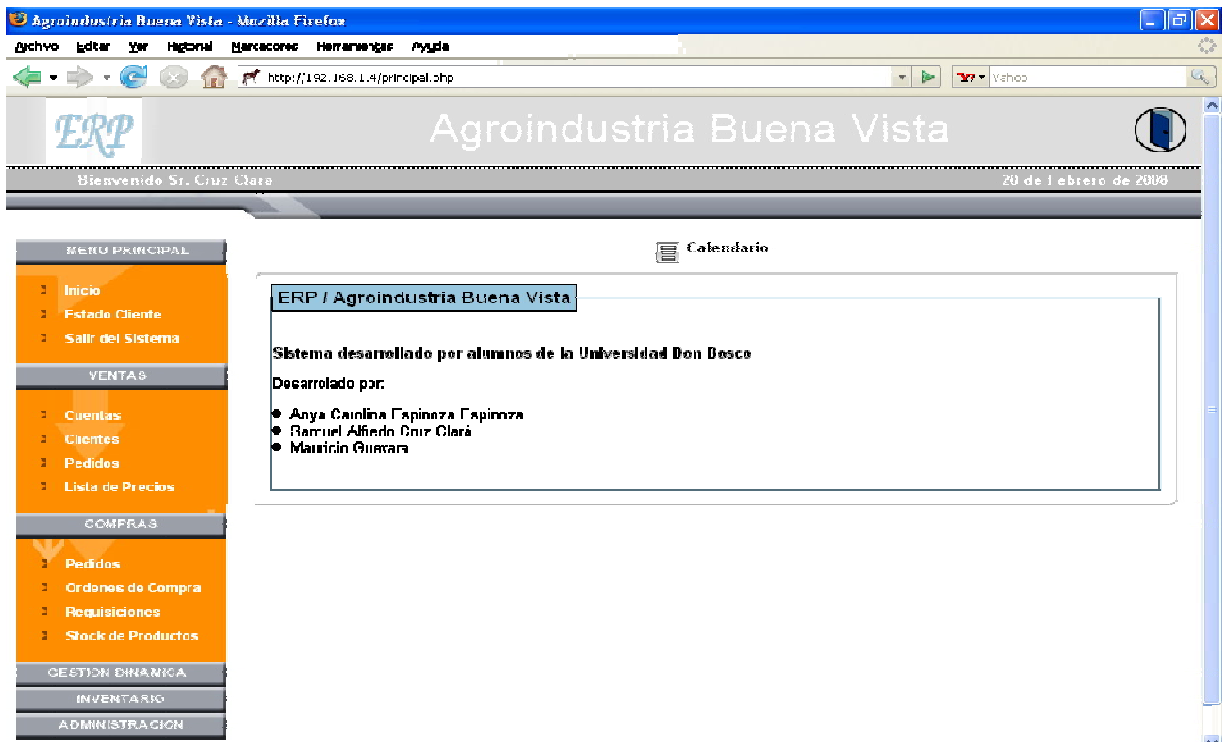 Agroindustria Buena Vista - Mozilla Firefox
Archivo Editar Ver Historial Marcadores Herramientas Ayuda
http://192.168.1.4/principal.php
Yahoo
ERP Agroindustria Buena Vista
Bienvenido Sr. Cruz Clara 20 de Febrero de 2008
MENU PRINCIPAL
Calendario
Inicio
Estado Cliente
Salir del Sistema
ERP / Agroindustria Buena Vista
Sistema desarrollado por alumnos de la Universidad Don Bosco
Desarrolado por:
Anya Carolina Espinoza Espinoza
Samuel Alfredo Cruz Clará
Mauricio Guevara
VENTAS
Cuentas
Clientes
Pedidos
Lista de Precios
COMPRAS
Pedidos
Ordenes de Compra
Requisiciones
Stock de Productos
GESTION DINAMICA
INVENTARIO
ADMINISTRACION